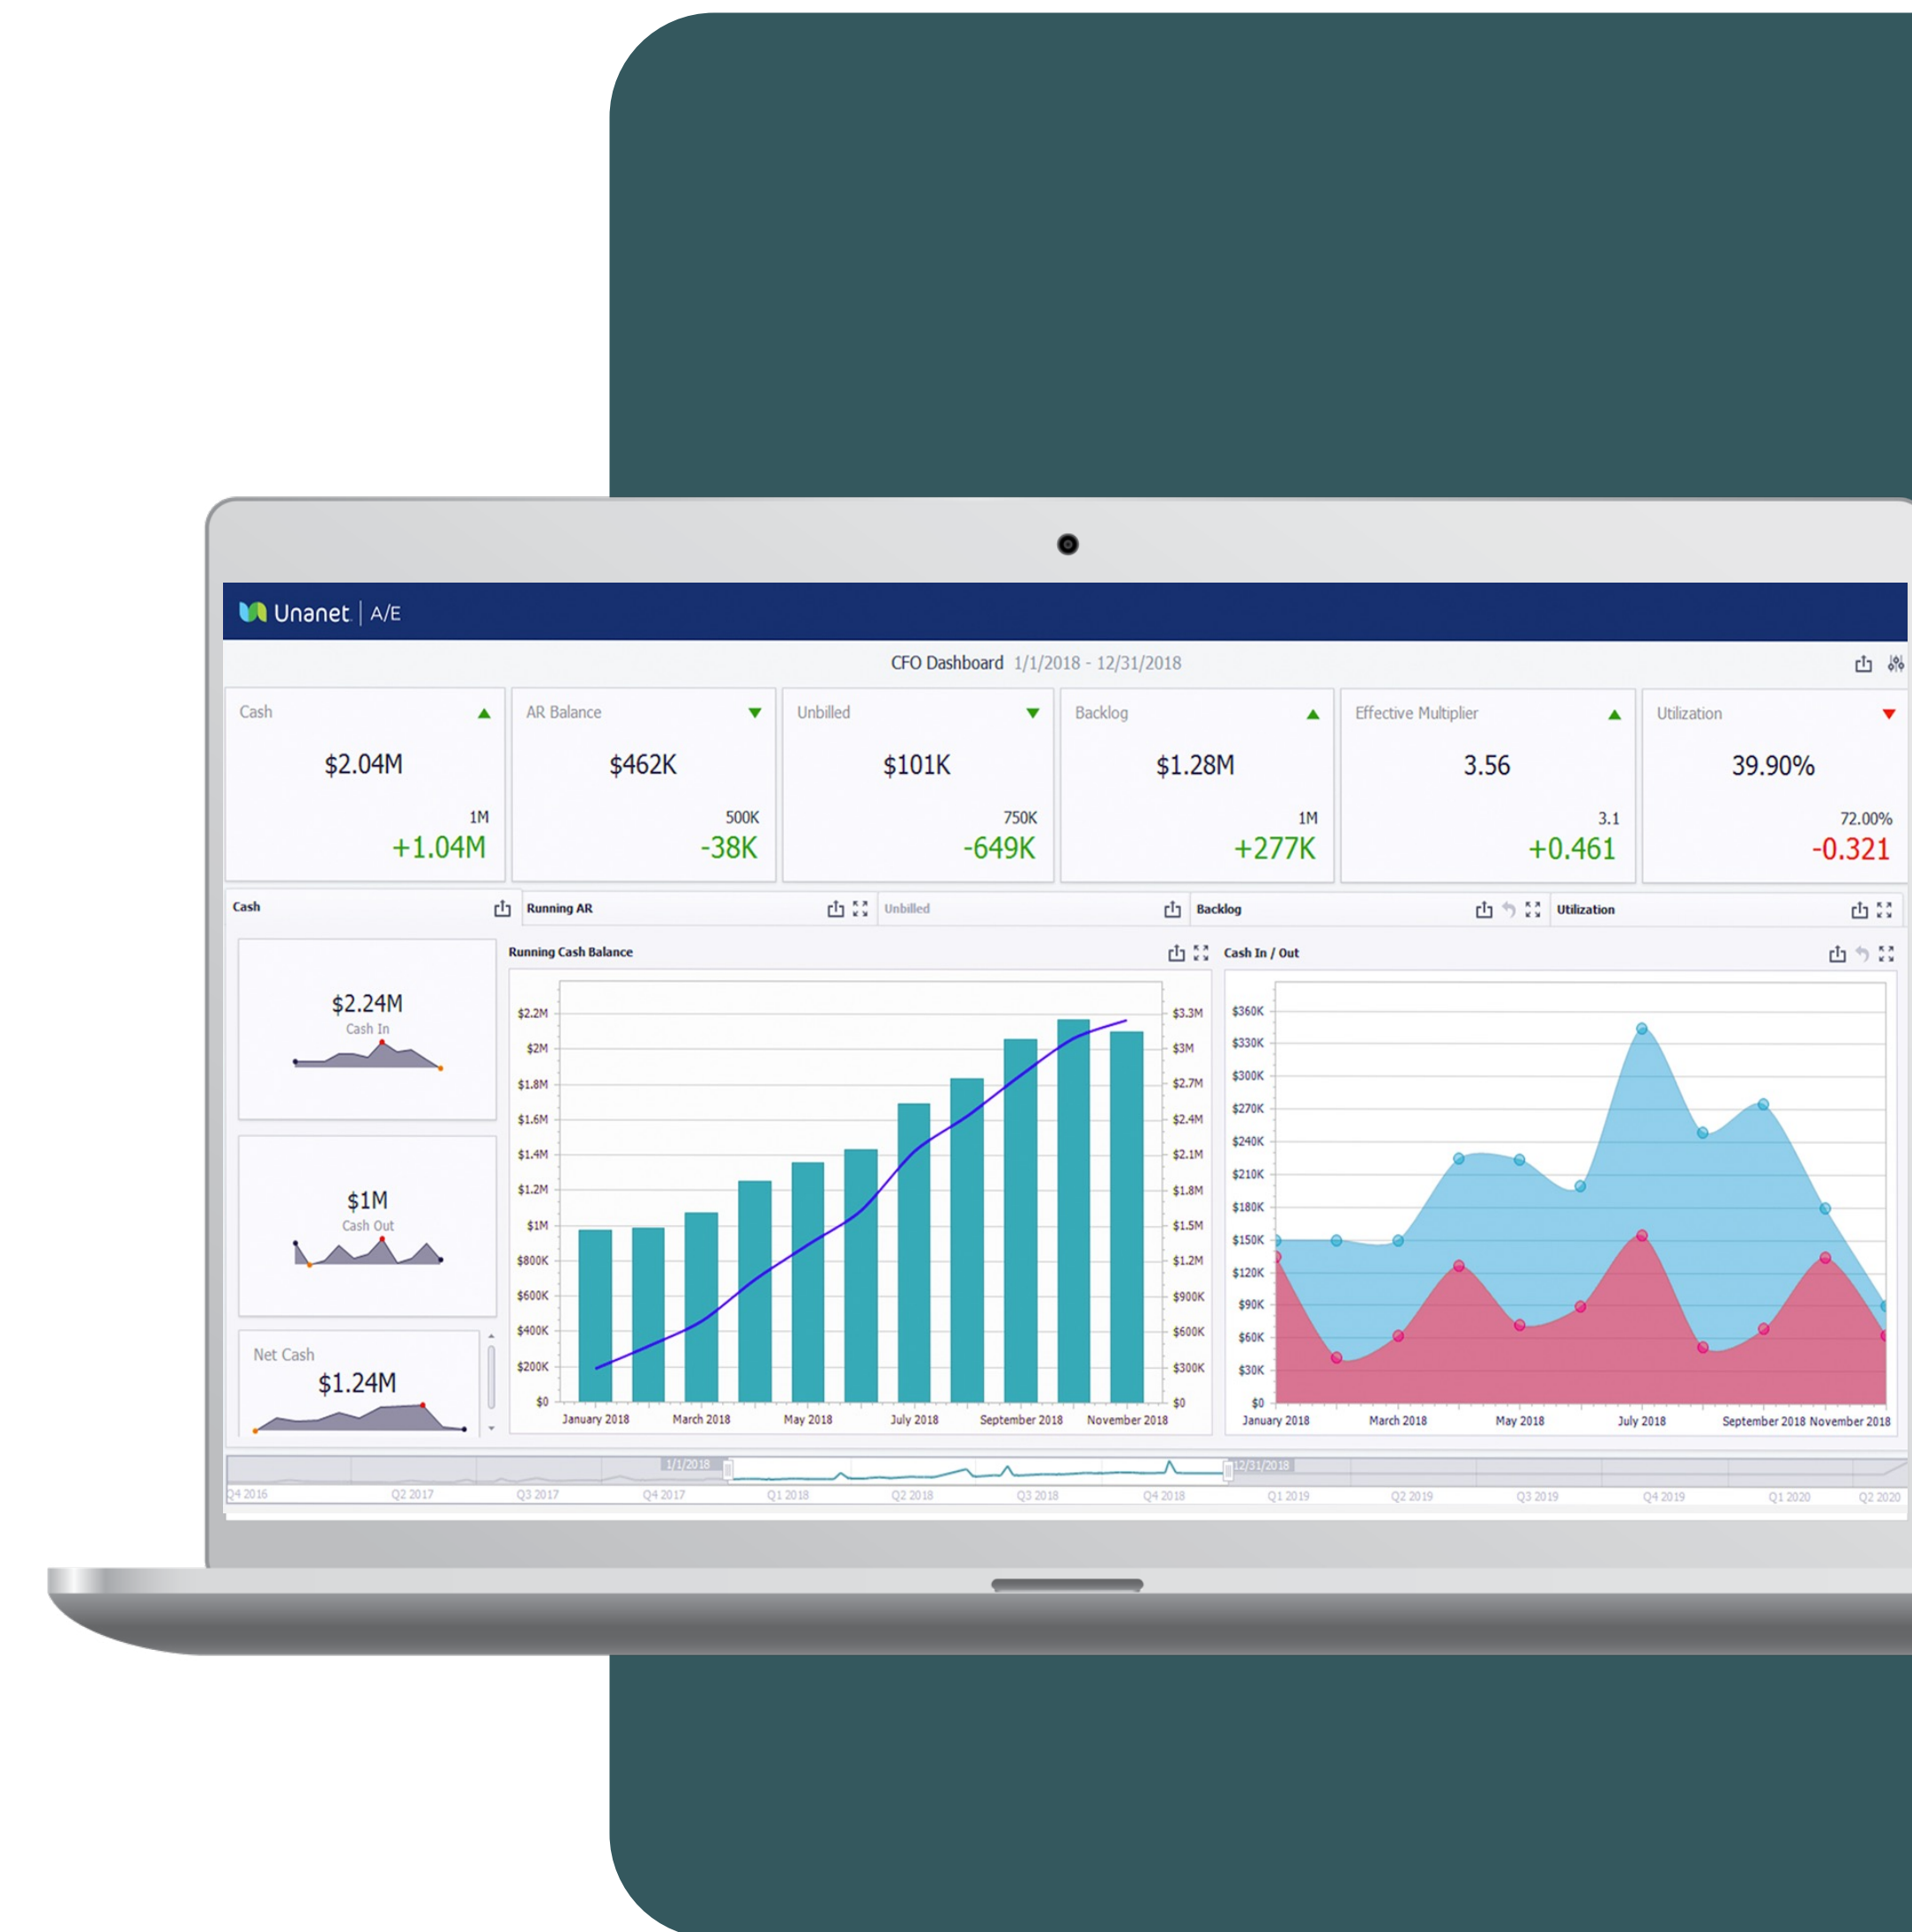 Unanet | A/E
CFO Dashboard 1/1/2018 - 12/31/2018
Cash
$2.04M
1M
+1.04M
AR Balance
$462K
500K
-38K
Unbilled
$101K
750K
-649K
Backlog
$1.28M
1M
+277K
Effective Multiplier
3.56
3.1
+0.461
Utilization
39.90%
72.00%
-0.321
Cash
Running AR
Unbilled
Backlog
Utilization
$2.24M
Cash In
$1M
Cash Out
Net Cash
$1.24M
Running Cash Balance
$2.2M
$2M
$1.8M
$1.6M
$1.4M
$1.2M
$1M
$800K
$600K
$400K
$200K
$0
$3.3M
$3M
$2.7M
$2.4M
$2.1M
$1.8M
$1.5M
$1.2M
$900K
$600K
$300K
$0
January 2018 March 2018 May 2018 July 2018 September 2018 November 2018
Cash In / Out
$360K
$330K
$300K
$270K
$240K
$210K
$180K
$150K
$120K
$90K
$60K
$30K
$0
January 2018 March 2018 May 2018 July 2018 September 2018 November 2018
1/1/2018 12/31/2018
Q4 2016 Q2 2017 Q3 2017 Q4 2017 Q1 2018 Q2 2018 Q3 2018 Q4 2018 Q1 2019 Q2 2019 Q3 2019 Q4 2019 Q1 2020 Q2 2020